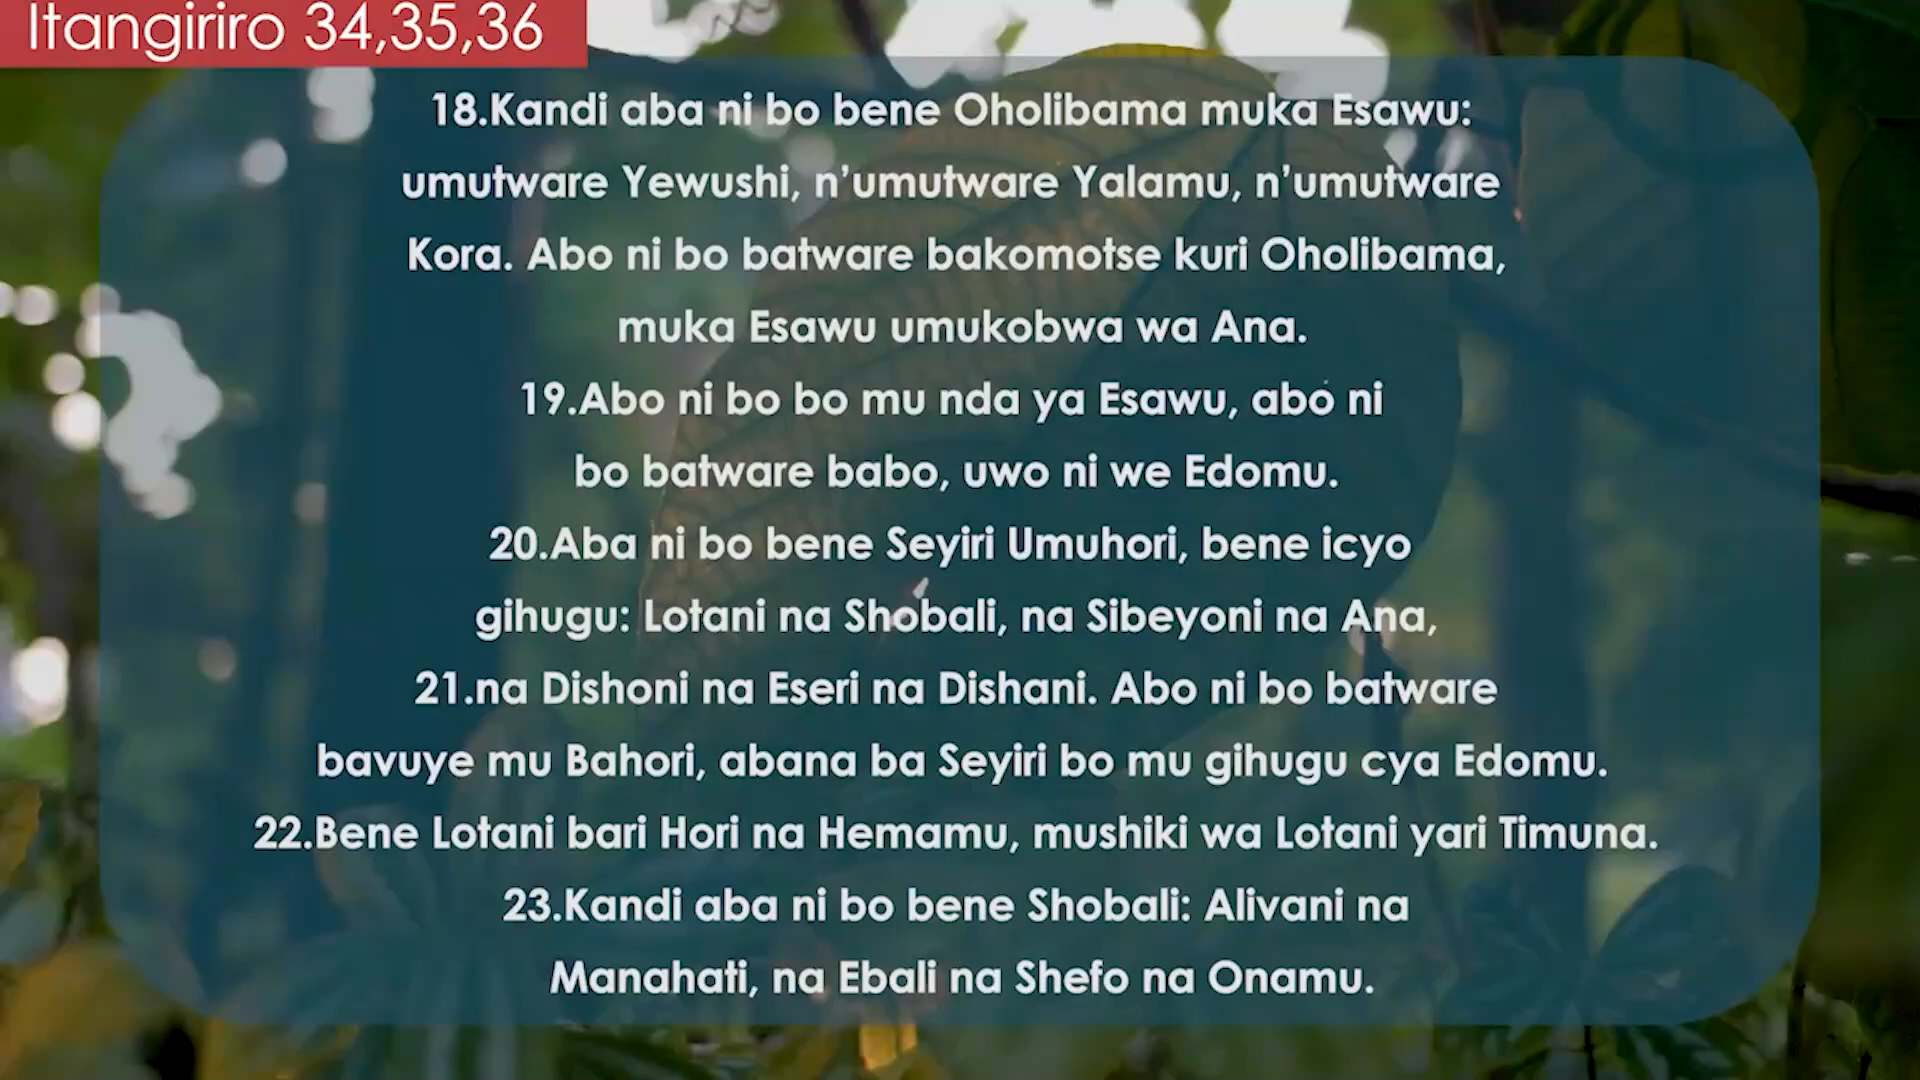 Itangiriro 34,35,36
18.Kandi aba ni bo bene Oholibama muka Esawu:
umutware Yewushi, n'umutware Yalamu, n'umutware
Kora. Abo ni bo batware bakomotse kuri Oholibama,
muka Esawu umukobwa wa Ana.
19.Abo ni bo bo mu nda ya Esawu, abo ni
bo batware babo, uwo ni we Edomu.
20.Aba ni bo bene Seyiri Umuhori, bene icyo
gihugu: Lotani na Shobali, na Sibeyoni na Ana,
21.na Dishoni na Eseri na Dishani. Abo ni bo batware
bavuye mu Bahori, abana ba Seyiri bo mu gihugu cya Edomu.
22.Bene Lotani bari Hori na Hemamu, mushiki wa Lotani yari Timuna.
23.Kandi aba ni bo bene Shobali: Alivani na
Manahati, na Ebali na Shefo na Onamu.